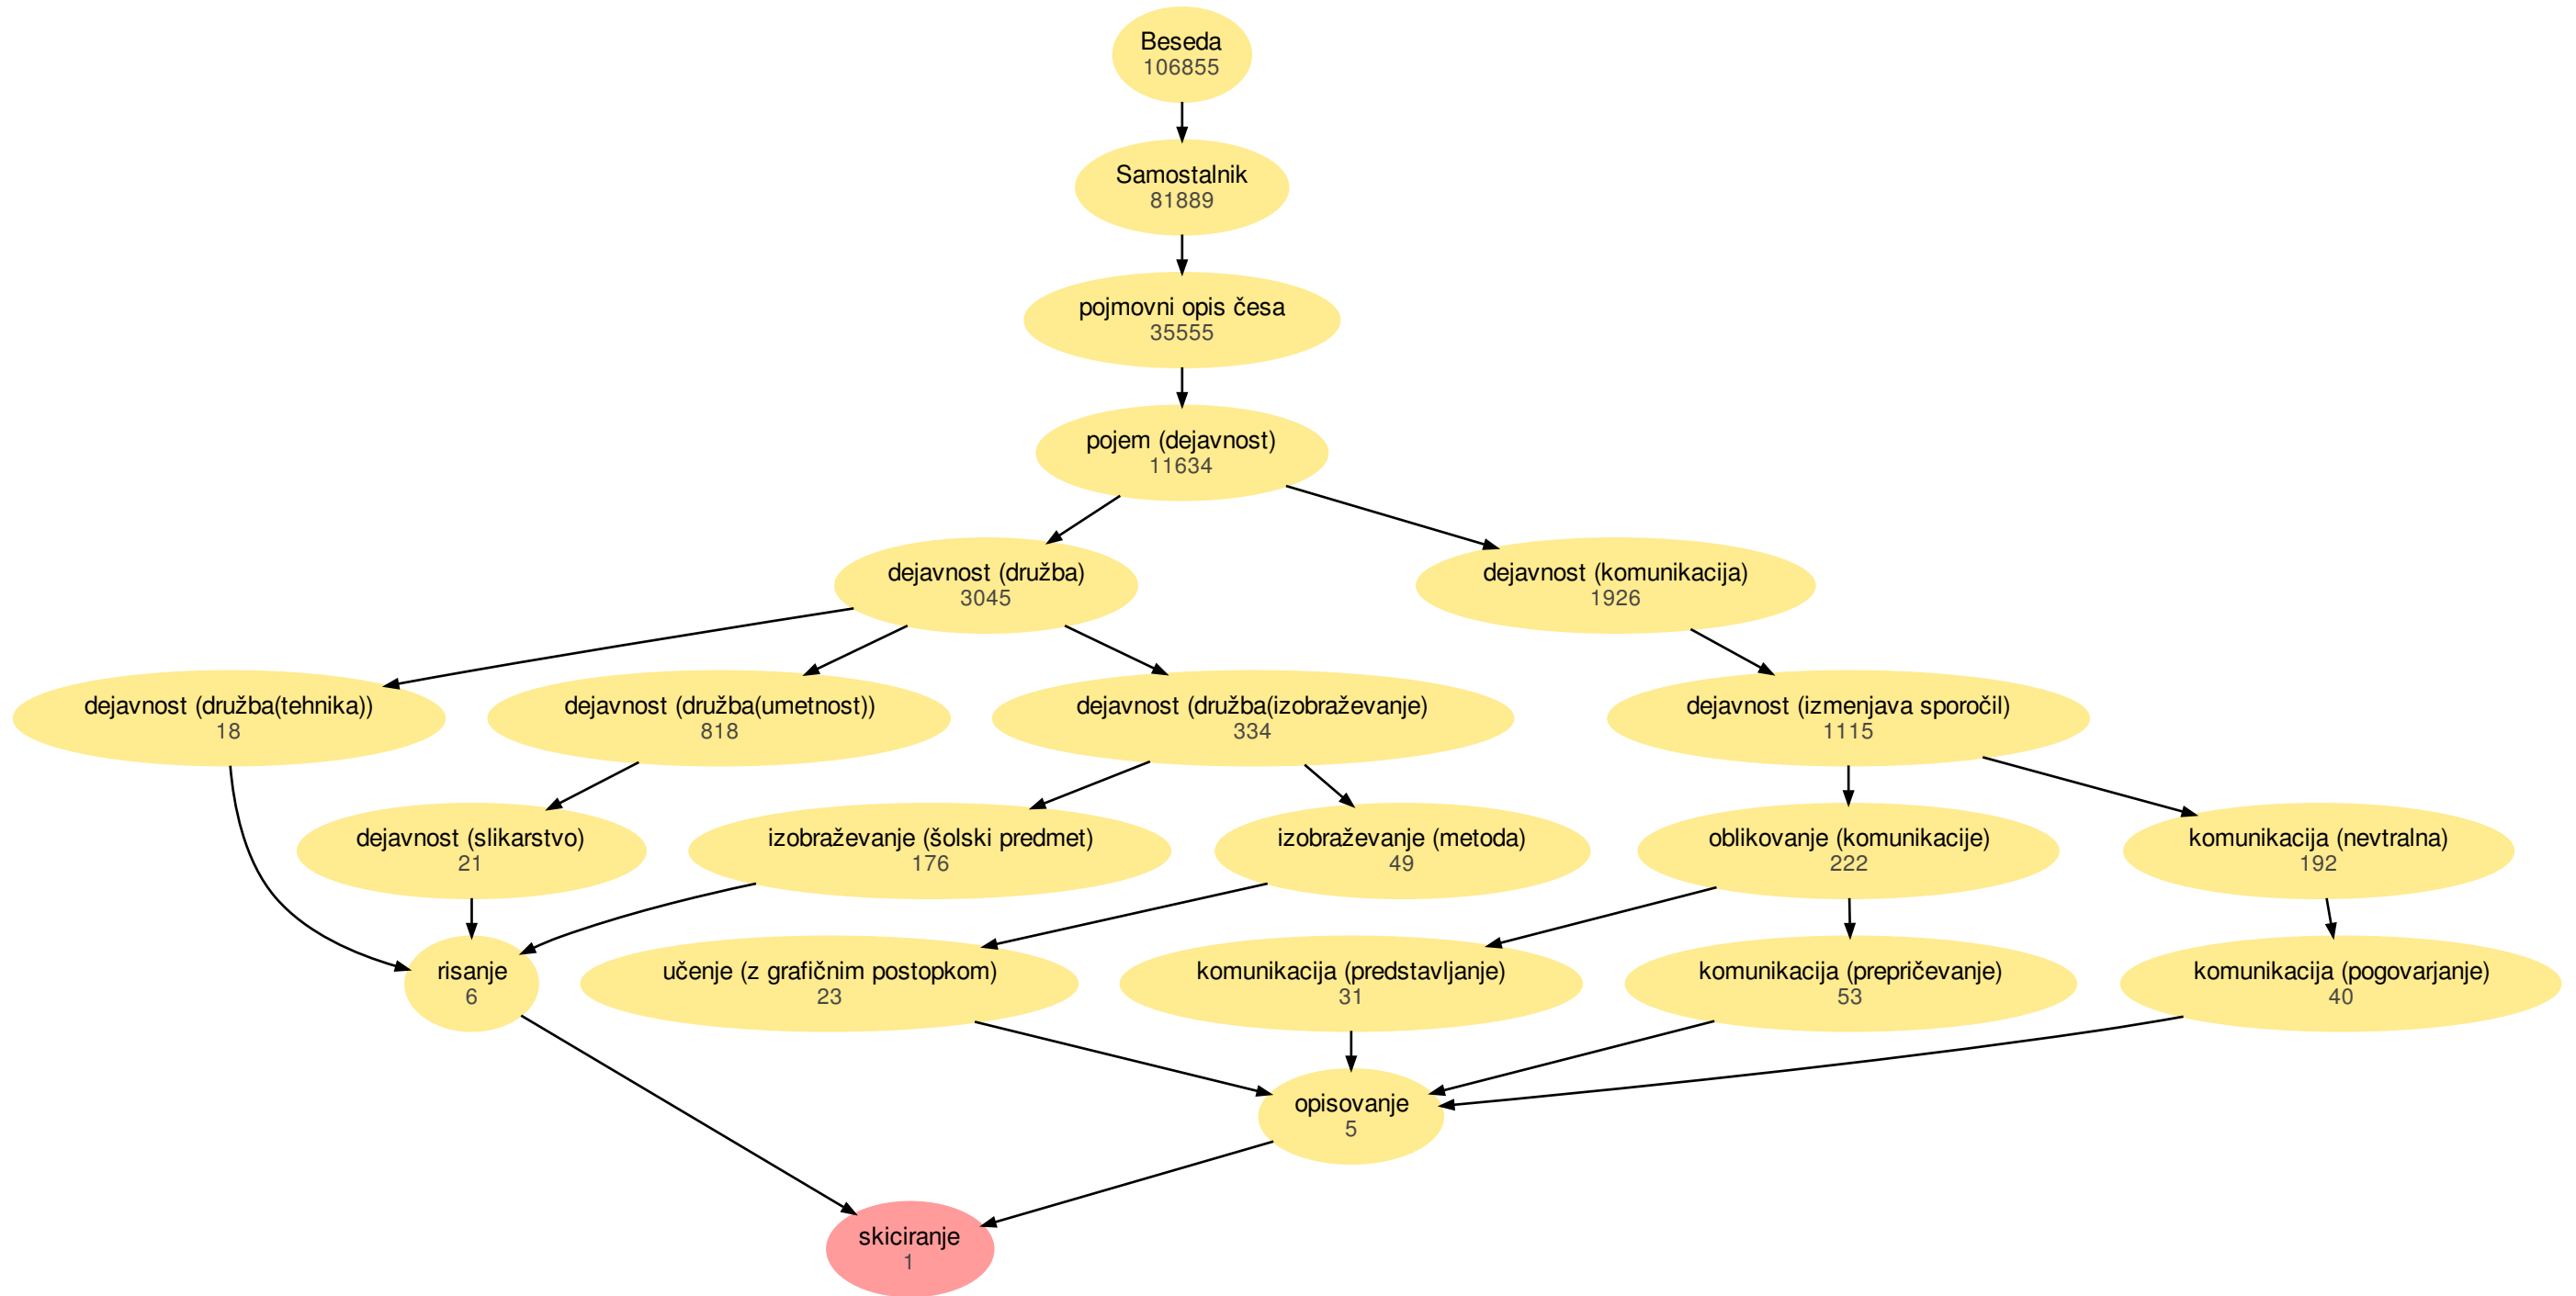 Beseda
106855
Samostalnik
81889
pojmovni opis česa
35555
pojem (dejavnost)
11634
dejavnost (družba)
3045
dejavnost (komunikacija)
1926
dejavnost (družba(tehnika))
18
dejavnost (družba(umetnost))
818
dejavnost (družba(izobraževanje)
334
dejavnost (izmenjava sporočil)
1115
dejavnost (slikarstvo)
21
izobraževanje (šolski predmet)
176
izobraževanje (metoda)
49
oblikovanje (komunikacije)
222
komunikacija (nevtralna)
192
risanje
6
učenje (z grafičnim postopkom)
23
komunikacija (predstavljanje)
31
komunikacija (prepričevanje)
53
komunikacija (pogovarjanje)
40
opisovanje
5
skiciranje
1